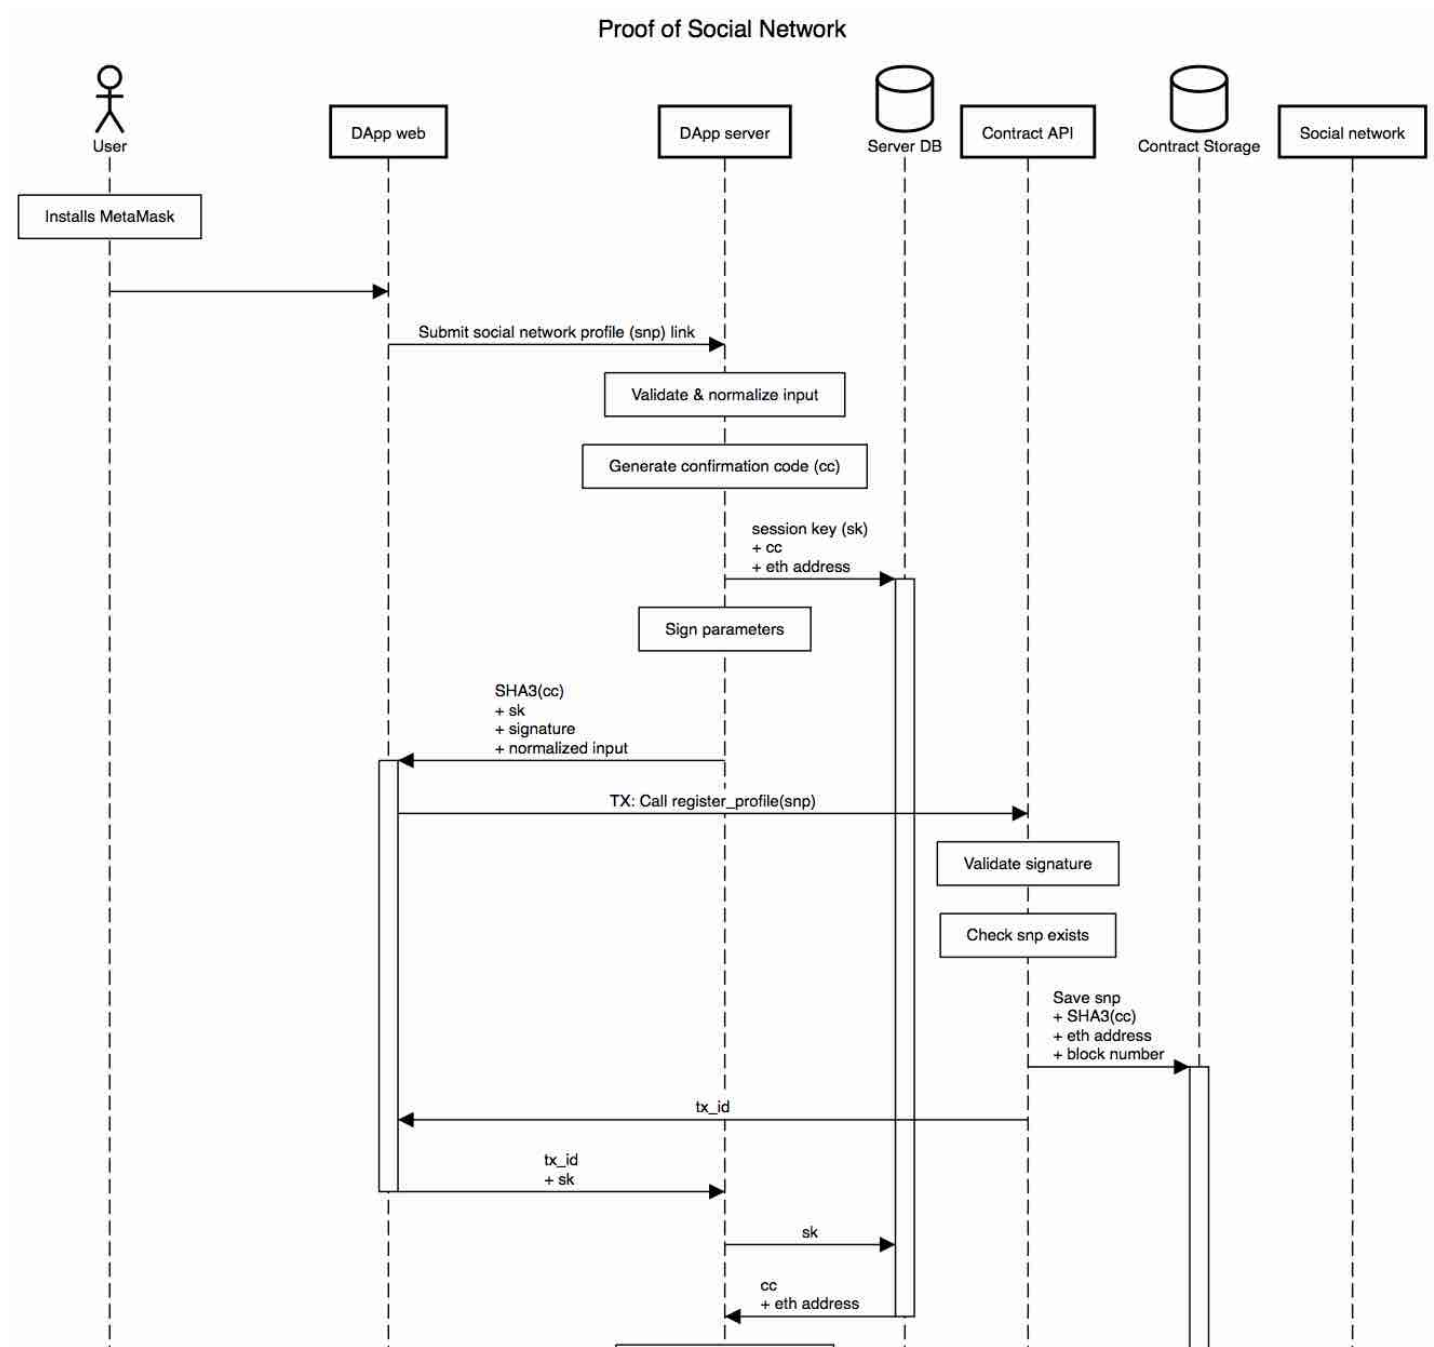 Proof of Social Network
User
DApp web
DApp server
Server DB
Contract API
Contract Storage
Social network
Installs MetaMask
Submit social network profile (snp) link
Validate & normalize input
Generate confirmation code (cc)
session key (sk)
+ cc
+ eth address
Sign parameters
SHA3(cc)
+ sk
+ signature
+ normalized input
TX: Call register_profile(snp)
Validate signature
Check snp exists
Save snp
+ SHA3(cc)
+ eth address
+ block number
tx_id
tx_id
+ sk
sk
cc
+ eth address